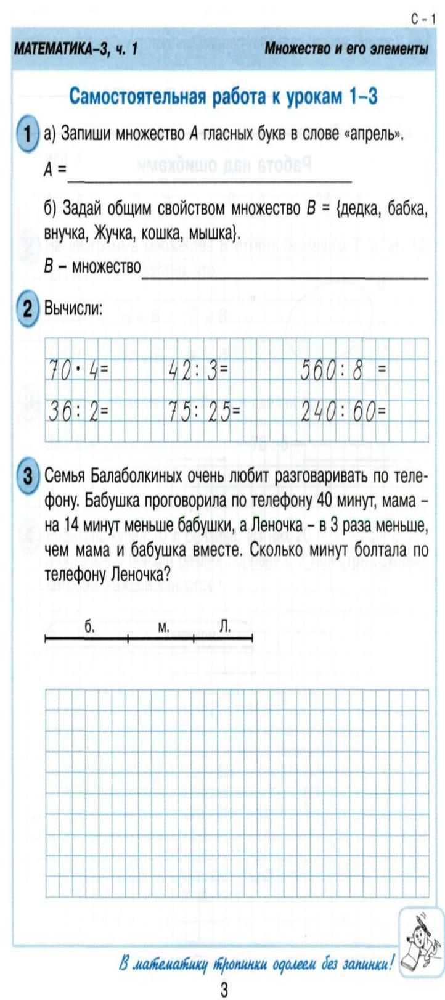 С – 1
МАТЕМАТИКА–3, ч. 1 Множество и его элементы
Самостоятельная работа к урокам 1–3
1 а) Запиши множество А гласных букв в слове «апрель».
А =
б) Задай общим свойством множество В = {дедка, бабка,
внучка, Жучка, кошка, мышка}.
В – множество
2 Вычисли:
70 · 4= 42 : 3= 560 : 8 =
36 : 2= 75 : 25= 240 : 60=
3 Семья Балаболкиных очень любит разговаривать по теле-
фону. Бабушка проговорила по телефону 40 минут, мама –
на 14 минут меньше бабушки, а Леночка – в 3 раза меньше,
чем мама и бабушка вместе. Сколько минут болтала по
телефону Леночка?
б. м. Л.
В математику тропинки одолеем без запинки!
3